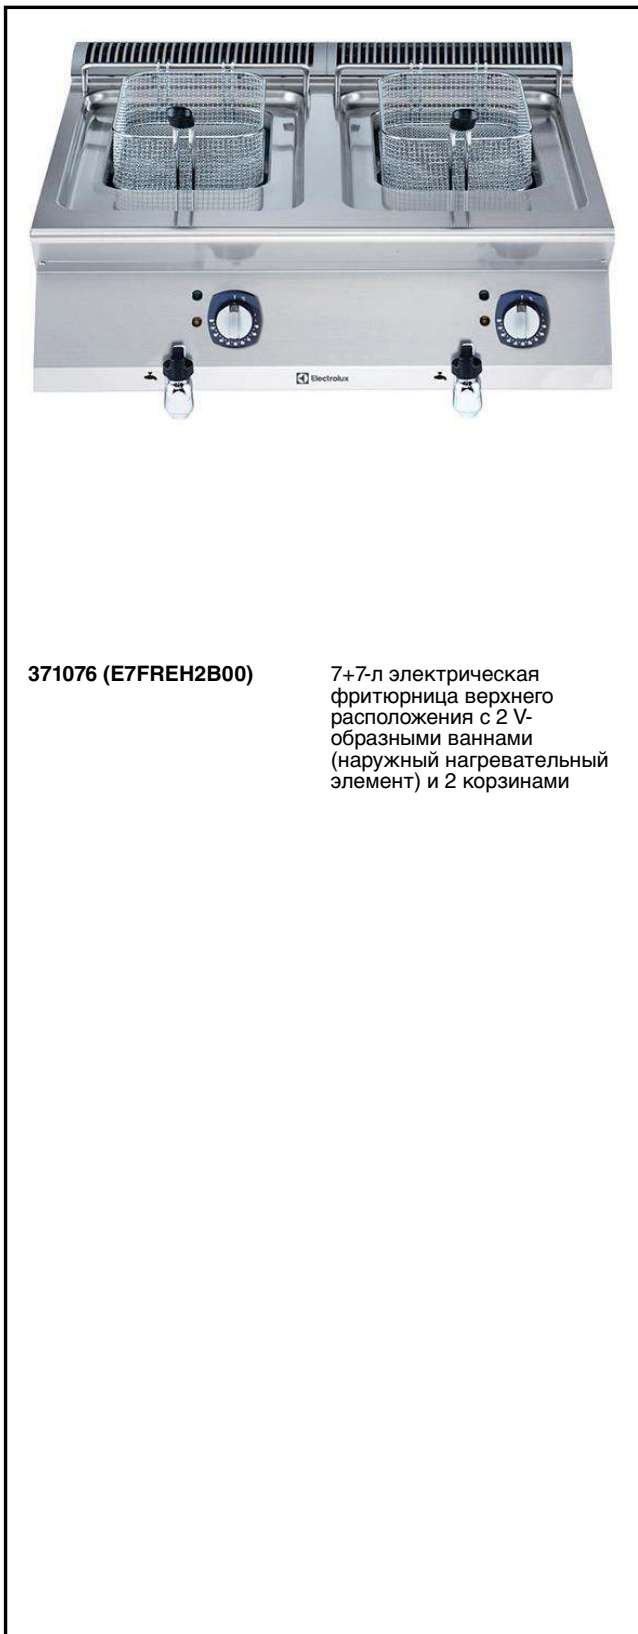 Electrolux
371076 (E7FREH2B00)
7+7-л электрическая
фритюрница верхнего
расположения с 2 V-
образными ваннами
(наружный нагревательный
элемент) и 2 корзинами